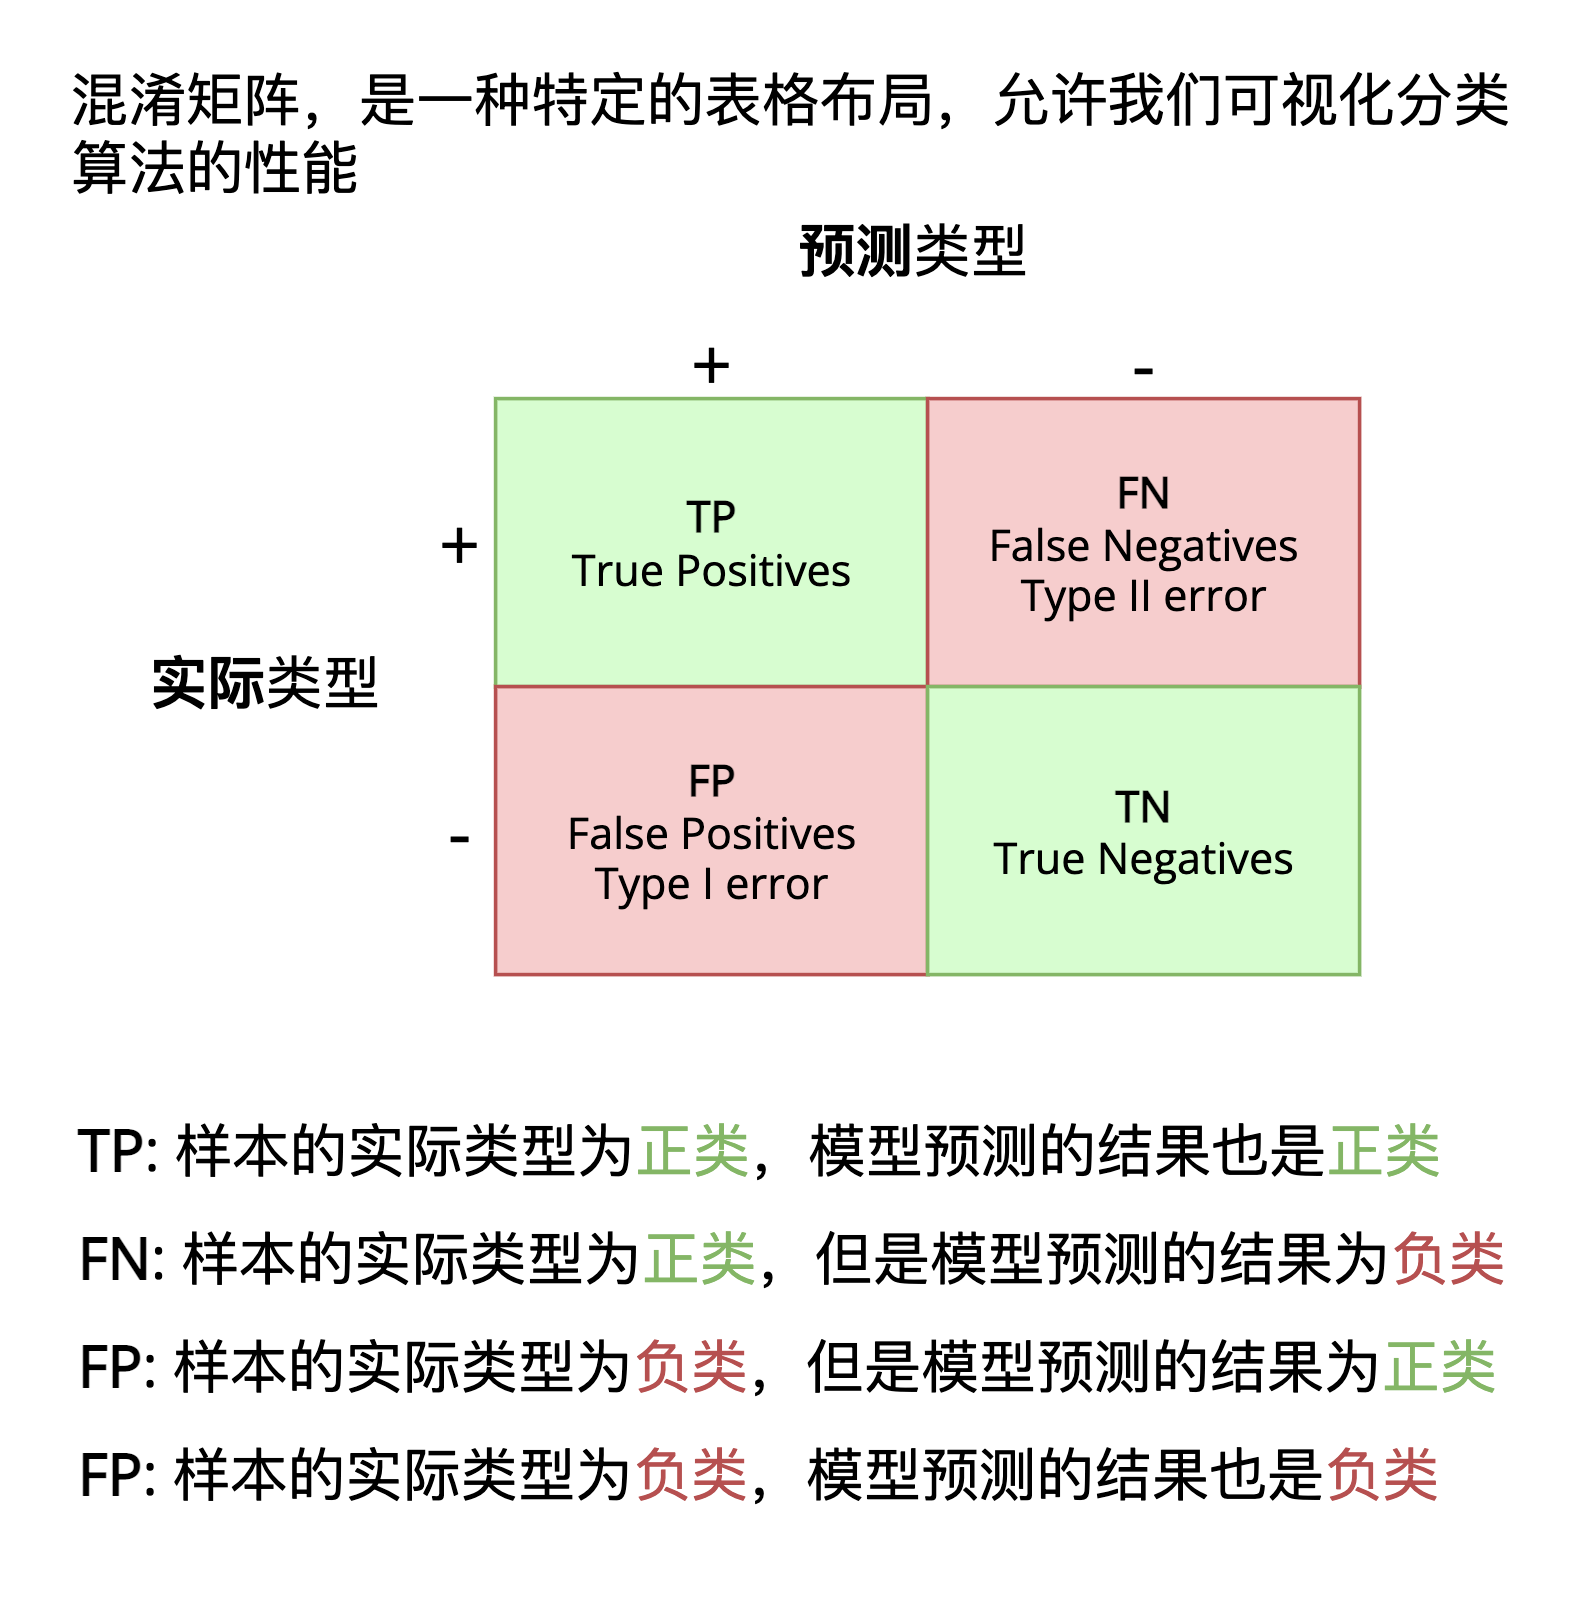 混淆矩阵，是一种特定的表格布局，允许我们可视化分类
算法的性能
预测类型
+ -
+
TP
True Positives
FN
False Negatives
Type II error
实际类型
-
FP
False Positives
Type I error
TN
True Negatives
TP: 样本的实际类型为正类，模型预测的结果也是正类
FN: 样本的实际类型为正类，但是模型预测的结果为负类
FP: 样本的实际类型为负类，但是模型预测的结果为正类
FP: 样本的实际类型为负类，模型预测的结果也是负类